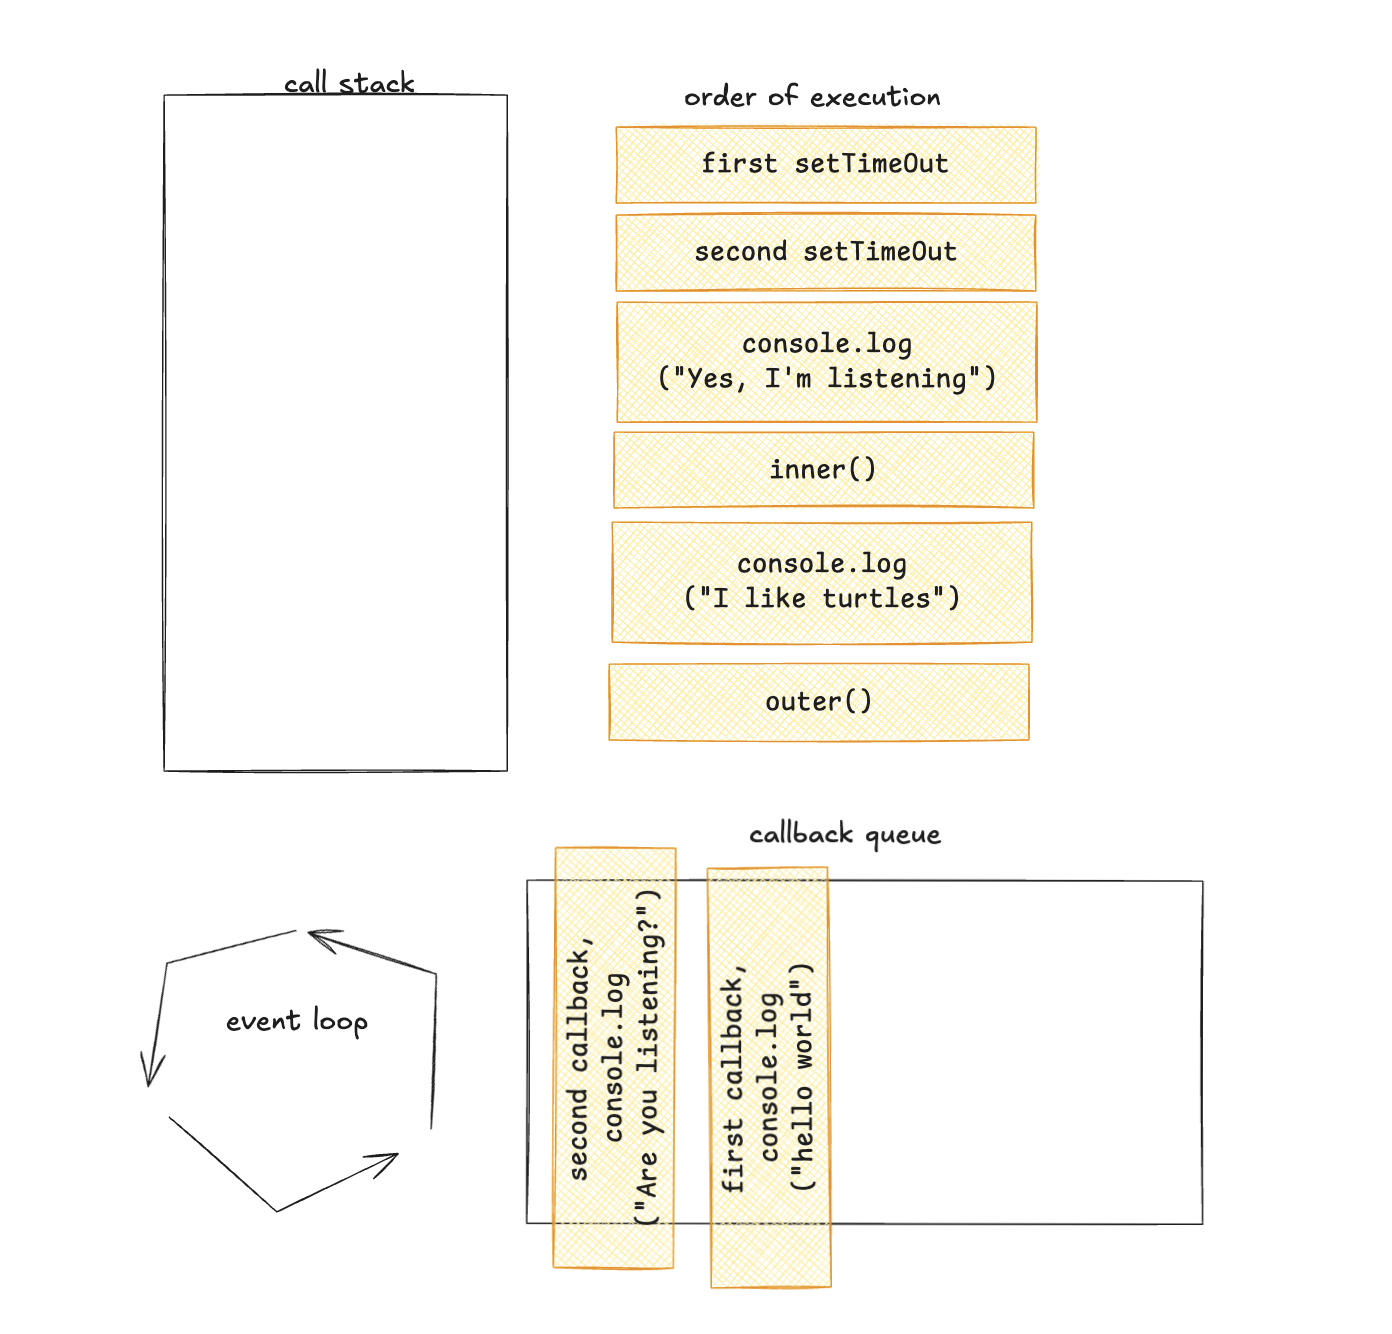 call stack
order of execution
first setTimeOut
second setTimeOut
console.log
("Yes, I'm listening")
inner()
console.log
("I like turtles")
outer()
callback queue
event loop
second callback,
console.log
("Are you listening?")
first callback,
console.log
("hello world")